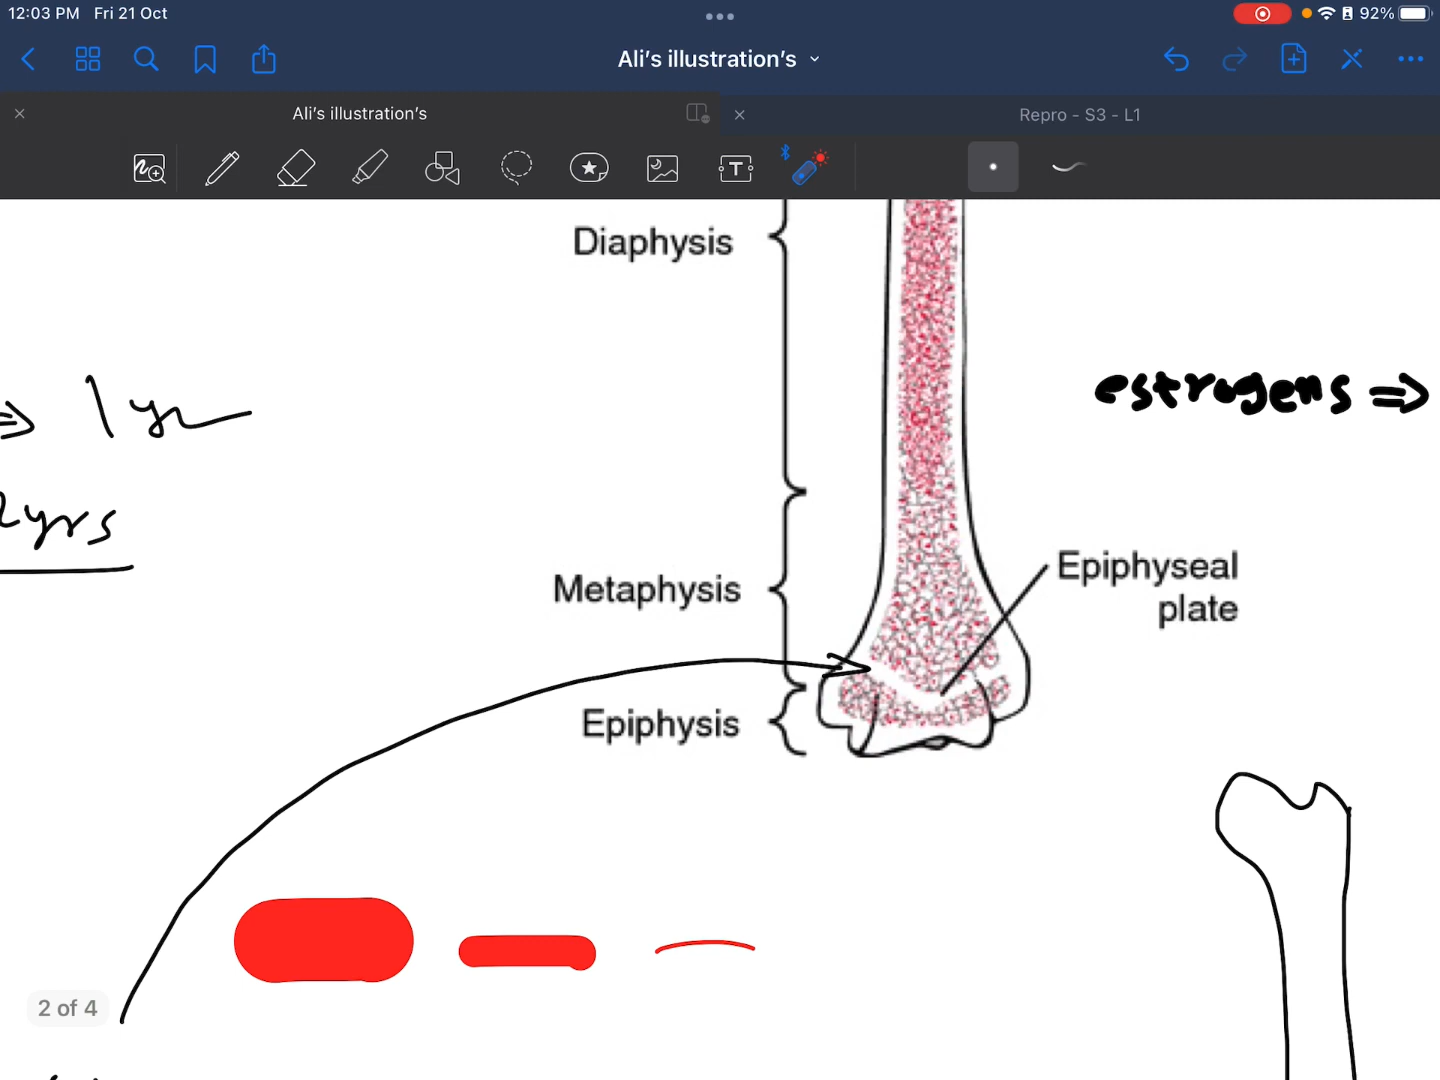 12:03 PM Fri 21 Oct
92%
Ali's illustration's
Ali's illustration's
Repro - S3 - L1
T
Diaphysis
⇒ 1 yr
estrogens ⇒
2yrs
Metaphysis
Epiphyseal
plate
Epiphysis
2 of 4